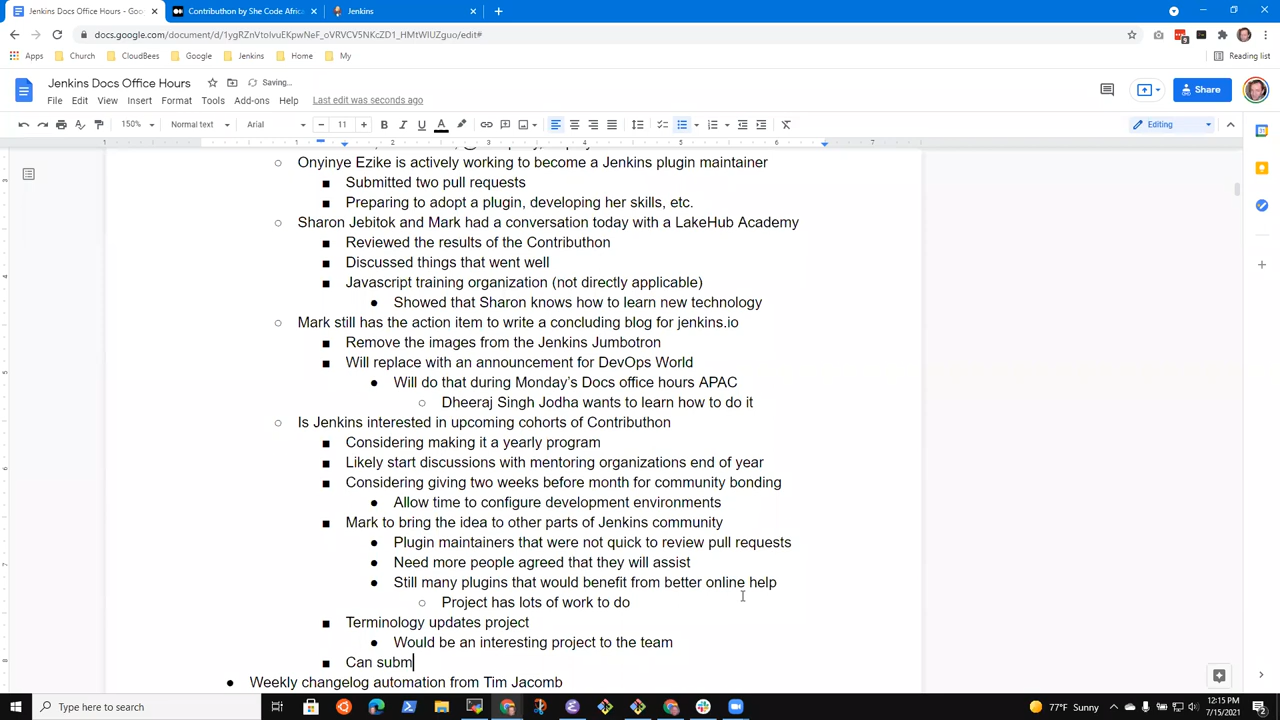 Jenkins Docs Office Hours - Goo
Contributhon by She Code Africa
Jenkins
docs.google.com/document/d/1ygRZnVtoIvuEKpwNeF_oVRVCV5NKcZD1_HMtWIUZguo/edit#
Apps
Church
CloudBees
Google
Jenkins
Home
My
Reading list
Jenkins Docs Office Hours
Saving...
File Edit View Insert Format Tools Add-ons Help
Last edit was seconds ago
Share
150%
Normal text
Arial
11
Editing
Onyinye Ezike is actively working to become a Jenkins plugin maintainer
Submitted two pull requests
Preparing to adopt a plugin, developing her skills, etc.
Sharon Jebitok and Mark had a conversation today with a LakeHub Academy
Reviewed the results of the Contributhon
Discussed things that went well
Javascript training organization (not directly applicable)
Showed that Sharon knows how to learn new technology
Mark still has the action item to write a concluding blog for jenkins.io
Remove the images from the Jenkins Jumbotron
Will replace with an announcement for DevOps World
Will do that during Monday's Docs office hours APAC
Dheeraj Singh Jodha wants to learn how to do it
Is Jenkins interested in upcoming cohorts of Contributhon
Considering making it a yearly program
Likely start discussions with mentoring organizations end of year
Considering giving two weeks before month for community bonding
Allow time to configure development environments
Mark to bring the idea to other parts of Jenkins community
Plugin maintainers that were not quick to review pull requests
Need more people agreed that they will assist
Still many plugins that would benefit from better online help
Project has lots of work to do
Terminology updates project
Would be an interesting project to the team
Can subm
Weekly changelog automation from Tim Jacomb
Type here to search
77°F Sunny
12:15 PM
7/15/2021